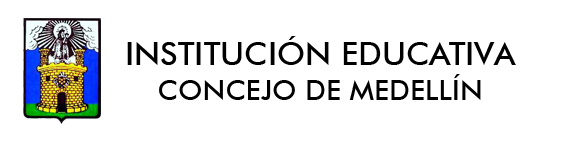 INSTITUCIÓN EDUCATIVA
CONCEJO DE MEDELLÍN